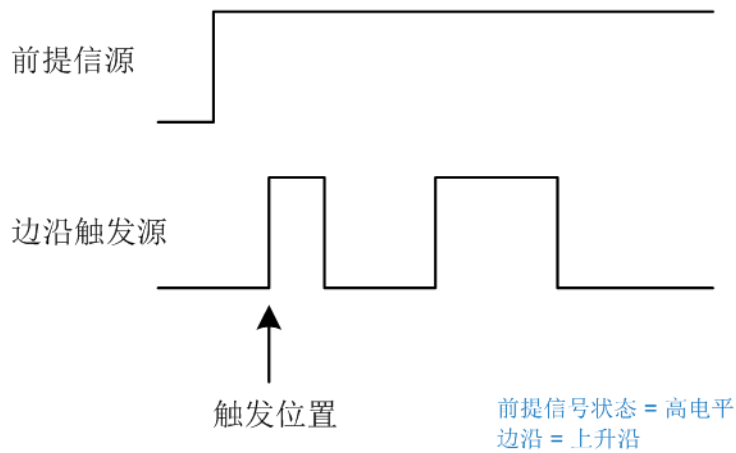 前提信源
边沿触发源
触发位置
前提信号状态 = 高电平
边沿 = 上升沿